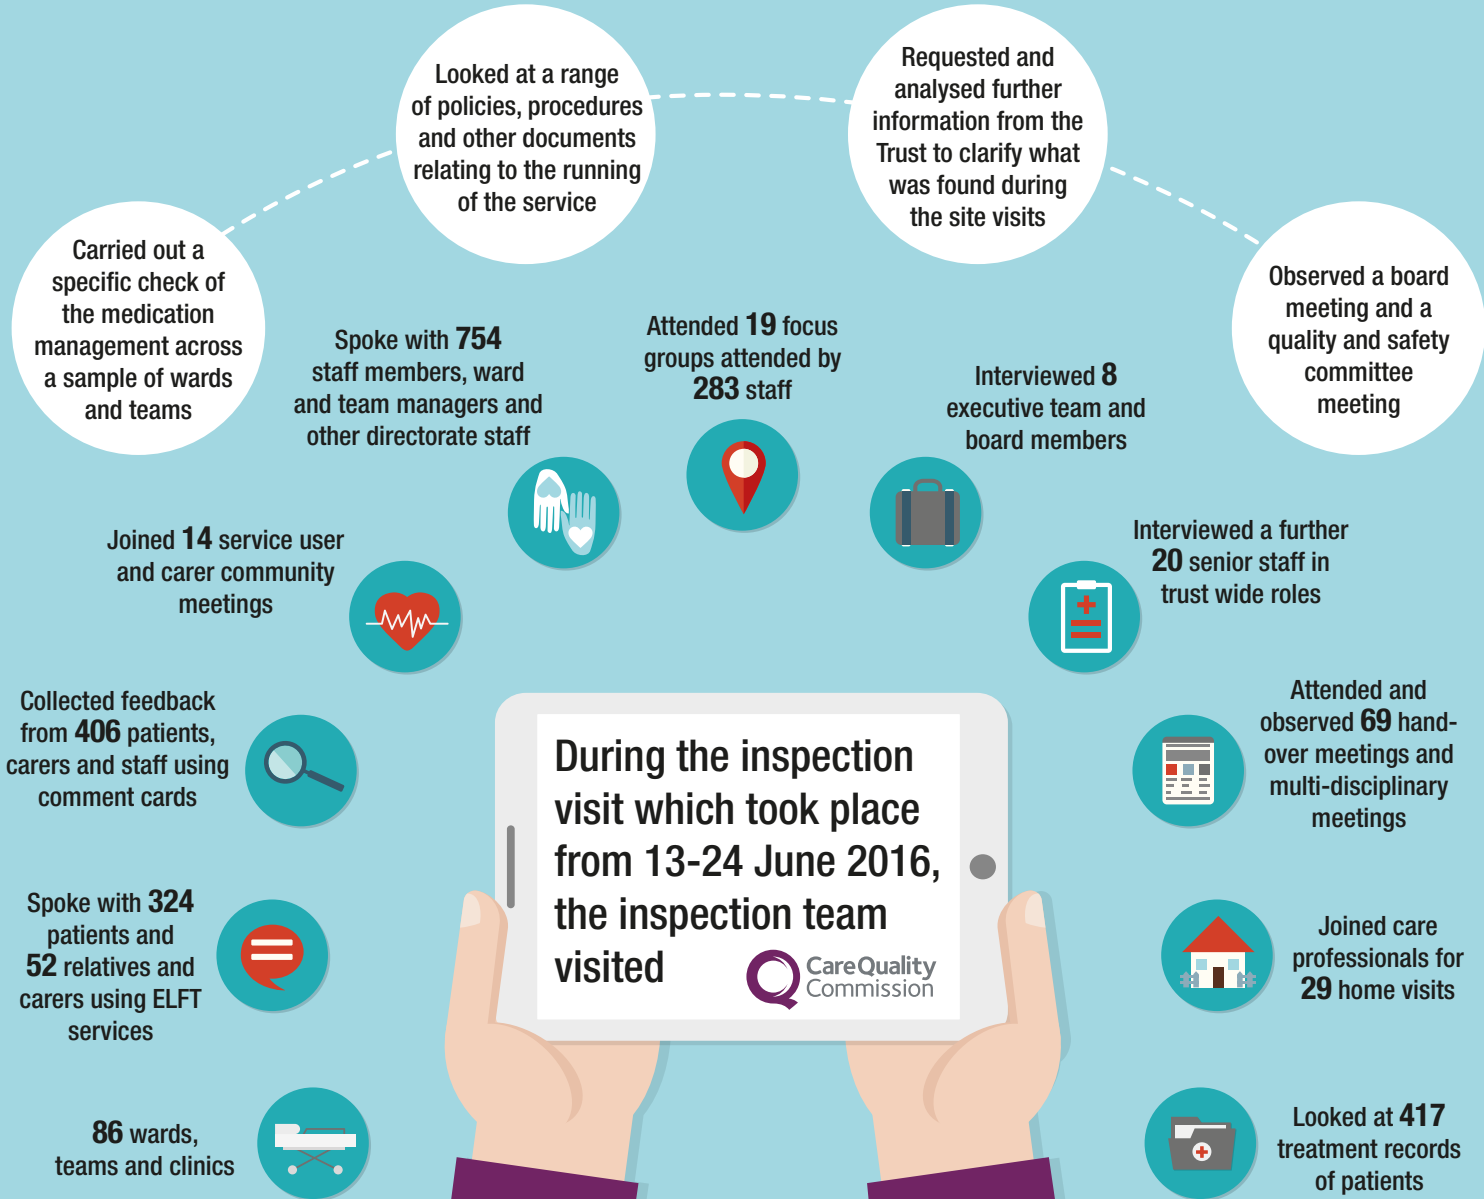 Looked at a range
of policies, procedures
and other documents
relating to the running
of the service
Requested and
analysed further
information from the
Trust to clarify what
was found during
the site visits
Carried out a
specific check of
the medication
management across
a sample of wards
and teams
Observed a board
meeting and a
quality and safety
committee
meeting
Spoke with 754
staff members, ward
and team managers and
other directorate staff
Attended 19 focus
groups attended by
283 staff
Interviewed 8
executive team and
board members
Joined 14 service user
and carer community
meetings
Interviewed a further
20 senior staff in
trust wide roles
Collected feedback
from 406 patients,
carers and staff using
comment cards
Attended and
observed 69 hand-
over meetings and
multi-disciplinary
meetings
During the inspection
visit which took place
from 13-24 June 2016,
the inspection team
visited
CareQuality
Commission
Spoke with 324
patients and
52 relatives and
carers using ELFT
services
Joined care
professionals for
29 home visits
86 wards,
teams and clinics
Looked at 417
treatment records
of patients